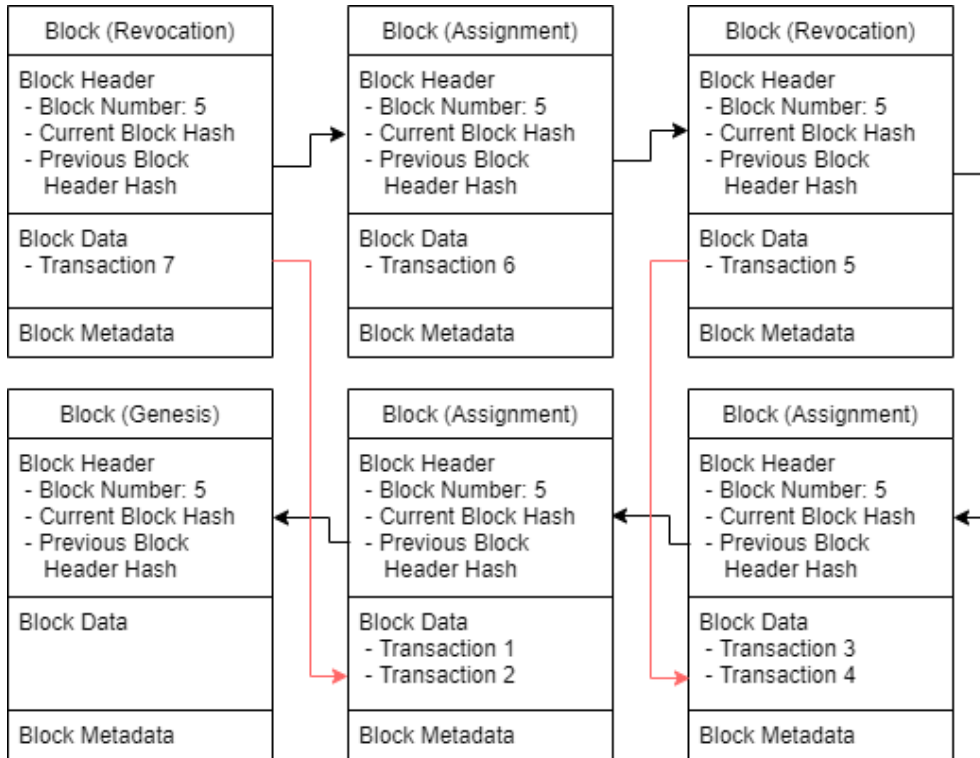 Block (Revocation)
Block Header
- Block Number: 5
- Current Block Hash
- Previous Block
Header Hash
Block Data
- Transaction 7
Block Metadata
Block (Assignment)
Block Header
- Block Number: 5
- Current Block Hash
- Previous Block
Header Hash
Block Data
- Transaction 6
Block Metadata
Block (Revocation)
Block Header
- Block Number: 5
- Current Block Hash
- Previous Block
Header Hash
Block Data
- Transaction 5
Block Metadata
Block (Genesis)
Block Header
- Block Number: 5
- Current Block Hash
- Previous Block
Header Hash
Block Data
Block Metadata
Block (Assignment)
Block Header
- Block Number: 5
- Current Block Hash
- Previous Block
Header Hash
Block Data
- Transaction 1
- Transaction 2
Block Metadata
Block (Assignment)
Block Header
- Block Number: 5
- Current Block Hash
- Previous Block
Header Hash
Block Data
- Transaction 3
- Transaction 4
Block Metadata